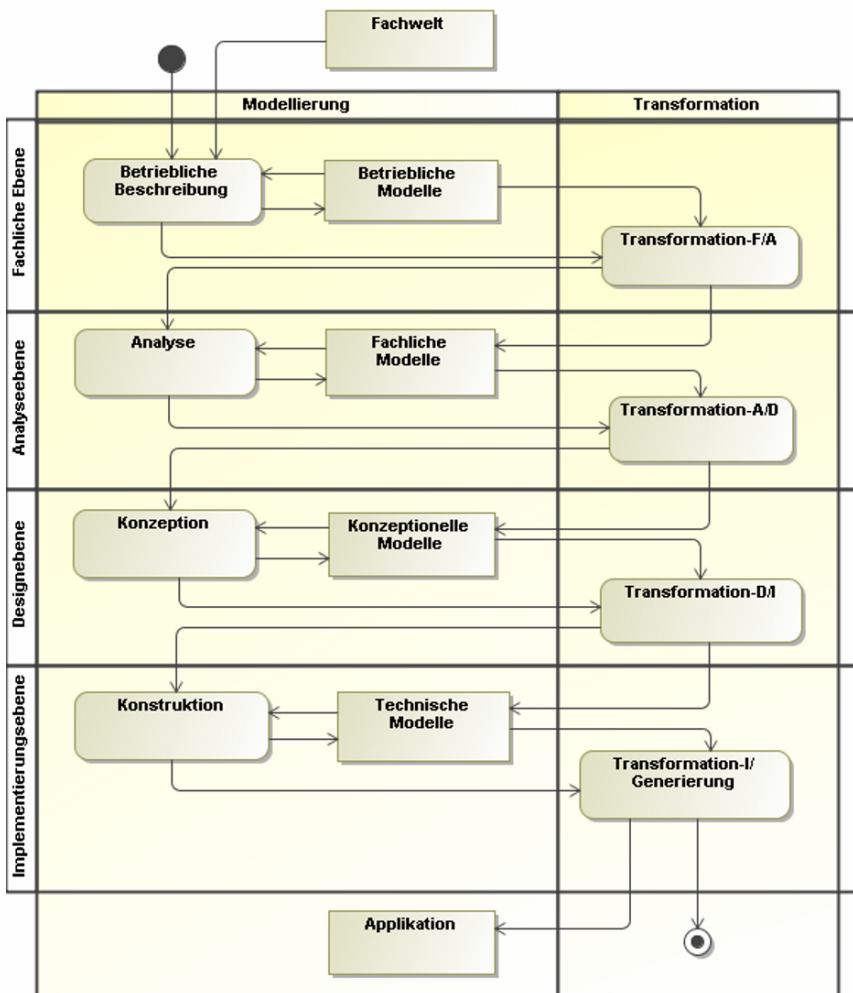 Fachwelt
Modellierung
Transformation
Fachliche Ebene
Betriebliche
Beschreibung
Betriebliche
Modelle
Transformation-F/A
Analyseebene
Analyse
Fachliche
Modelle
Transformation-A/D
Designebene
Konzeption
Konzeptionelle
Modelle
Transformation-D/I
Implementierungsebene
Konstruktion
Technische
Modelle
Transformation-I/
Generierung
Applikation